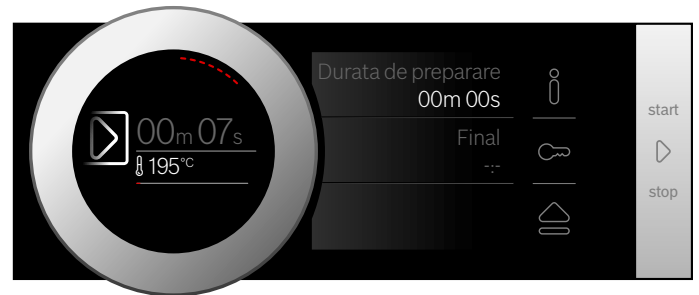 00m 07s
195°C
Durata de preparare
00m 00s
Final
-:-
start
stop